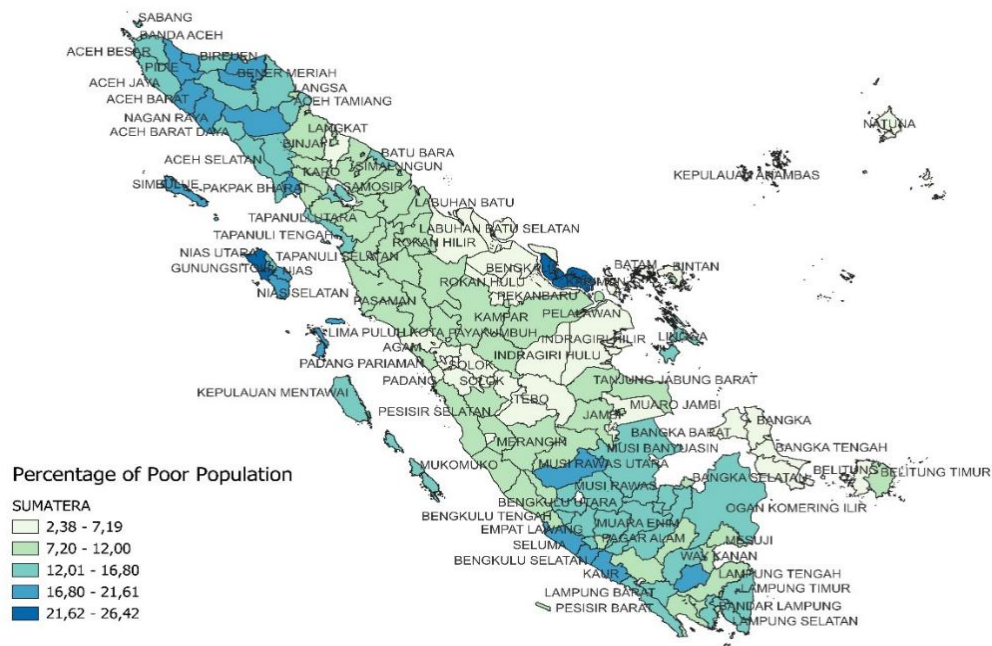 SABANG
BANDA ACEH
ACEH BESAR
BIREUEN
PIDIE
BENER MERIAH
ACEH JAYA
LANGSA
ACEH TAMIANG
ACEH BARAT
NAGAN RAYA
LANGKAT
ACEH BARAT DAYA
BINJAI
NATUNA
BATU BARA
ACEH SELATAN
KARO
SIMALUNGUN
KEPULAUAN ANAMBAS
SIMEULUE
PAKPAK BHARAT
SAMOSIR
LABUHAN BATU
TAPANULI UTARA
LABUHAN BATU SELATAN
TAPANULI TENGAH
ROKAN HILIR
NIAS UTARA
TAPANULI SELATAN
GUNUNGSITOLI
NIAS
BENGKALIS
BATAM
BINTAN
ROKAN HULU
KARIMUN
NIAS SELATAN
PEKANBARU
PASAMAN
KAMPAR
PELALAWAN
LIMA PULUH KOTA
PAYAKUMBUH
INDRAGIRI HILIR
LINGGA
AGAM
INDRAGIRI HULU
PADANG PARIAMAN
SOLOK
PADANG
SOLOK
TANJUNG JABUNG BARAT
KEPULAUAN MENTAWAI
TEBO
MUARO JAMBI
PESISIR SELATAN
JAMBI
BANGKA
BANGKA BARAT
MERANGIN
MUSI BANYUASIN
BANGKA TENGAH
MUKOMUKO
MUSI RAWAS UTARA
BELITUNG
BELITUNG TIMUR
MUSI RAWAS
BANGKA SELATAN
BENGKULU UTARA
OGAN KOMERING ILIR
BENGKULU TENGAH
MUARA ENIM
EMPAT LAWANG
PAGAR ALAM
MESUJI
SELUMA
WAY KANAN
BENGKULU SELATAN
KAUR
LAMPUNG TENGAH
LAMPUNG TIMUR
LAMPUNG BARAT
BANDAR LAMPUNG
PESISIR BARAT
LAMPUNG SELATAN
Percentage of Poor Population
SUMATERA
2,38 - 7,19
7,20 - 12,00
12,01 - 16,80
16,80 - 21,61
21,62 - 26,42